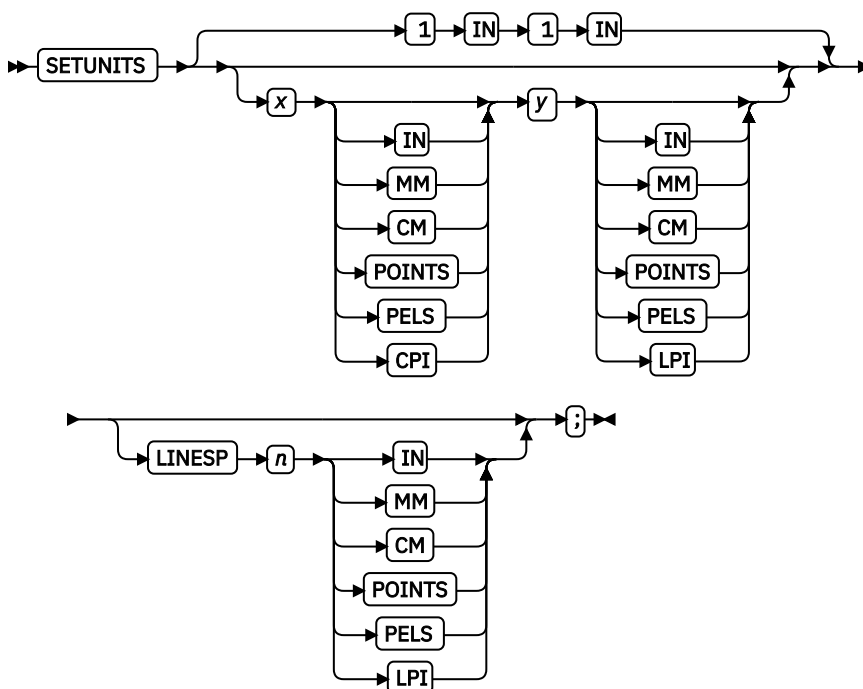 1 IN 1 IN
SETUNITS
x y
IN IN
MM MM
CM CM
POINTS POINTS
PELS PELS
CPI LPI
;
LINESP n IN
MM
CM
POINTS
PELS
LPI